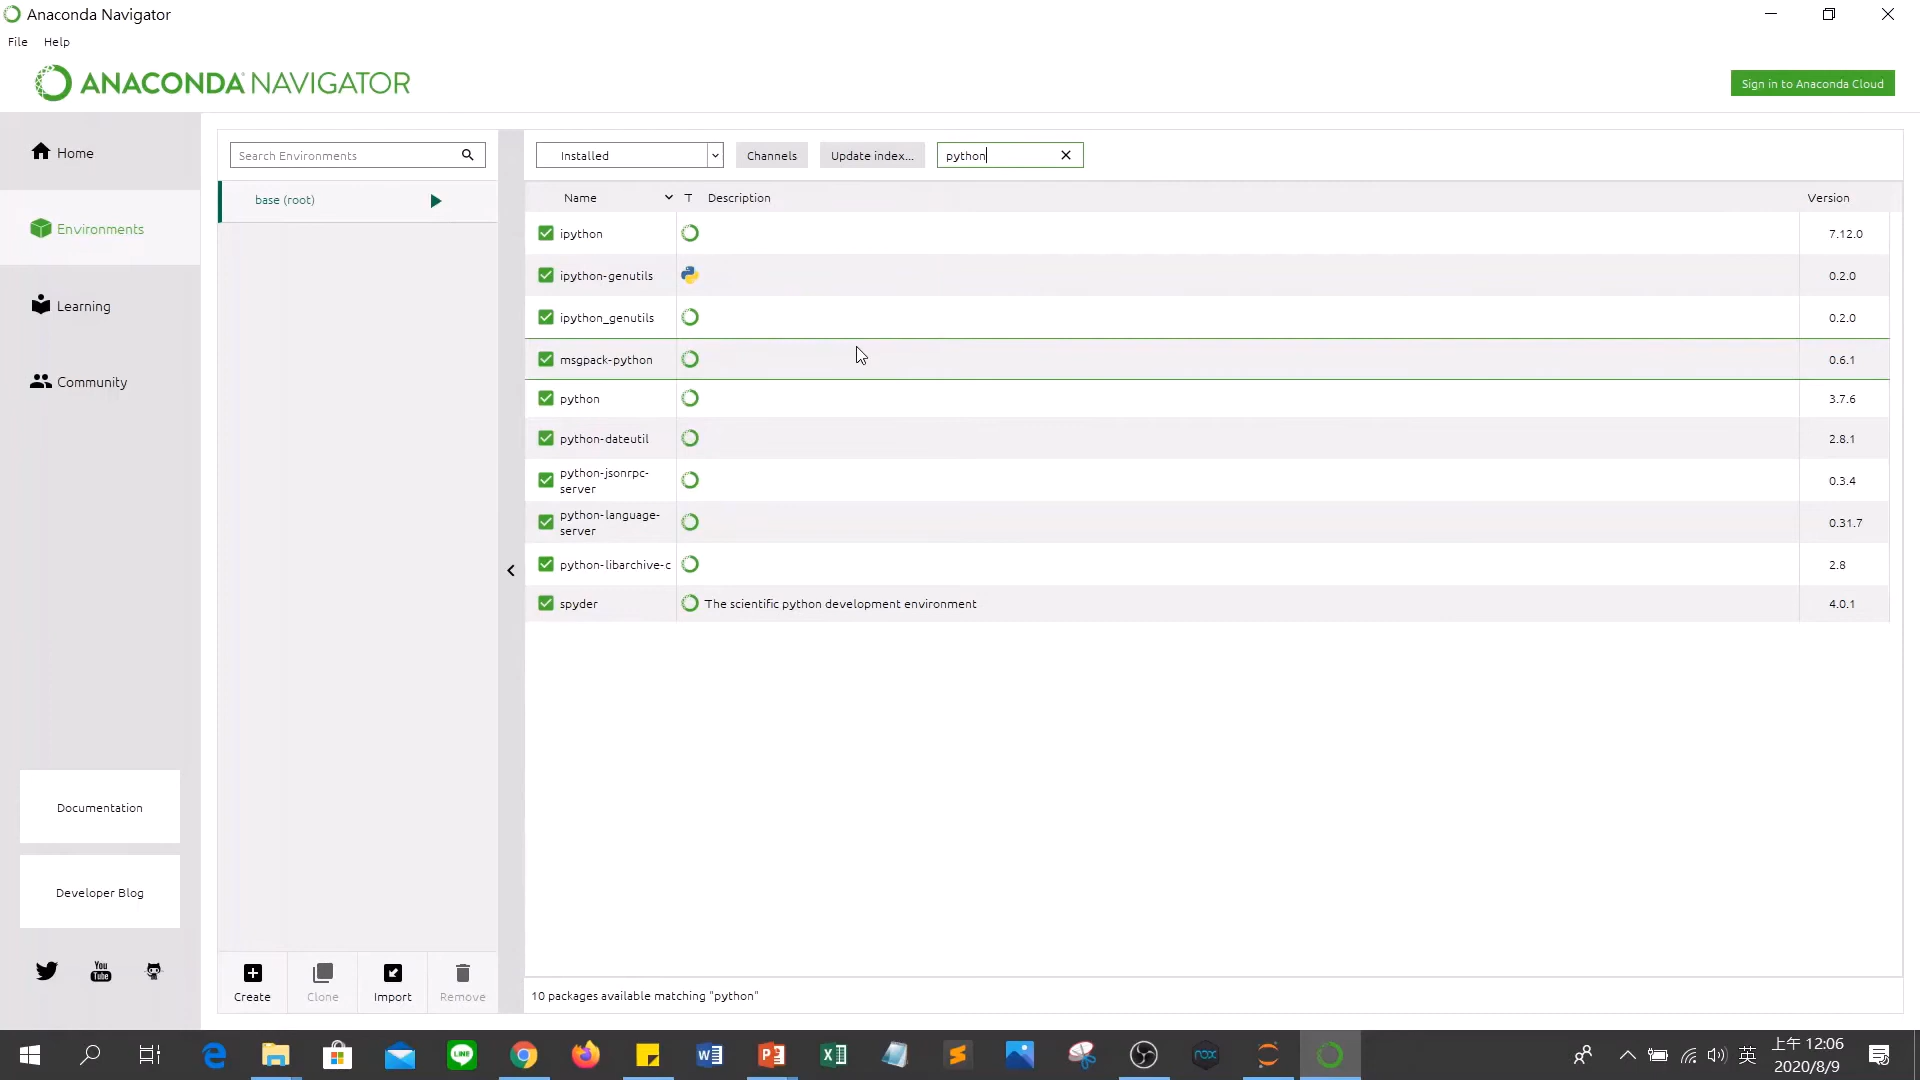 Anaconda Navigator
File Help
ANACONDA NAVIGATOR
Sign in to Anaconda Cloud
Home
Environments
Learning
Community
Documentation
Developer Blog
You Tube
Search Environments
base (root)
Create Clone Import Remove
Installed Channels Update index... python
Name T Description Version
ipython 7.12.0
ipython-genutils 0.2.0
ipython_genutils 0.2.0
msgpack-python 0.6.1
python 3.7.6
python-dateutil 2.8.1
python-jsonrpc-
server 0.3.4
python-language-
server 0.31.7
python-libarchive-c 2.8
spyder The scientific python development environment 4.0.1
10 packages available matching "python"
LINE
nox
英
上午 12:06
2020/8/9